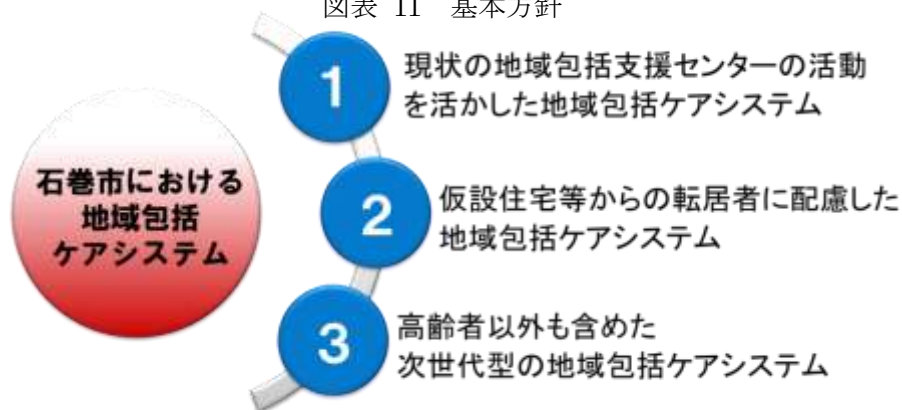 図表 11 基本方針
石巻市における
地域包括
ケアシステム
1
現状の地域包括支援センターの活動
を活かした地域包括ケアシステム
2
仮設住宅等からの転居者に配慮した
地域包括ケアシステム
3
高齢者以外も含めた
次世代型の地域包括ケアシステム